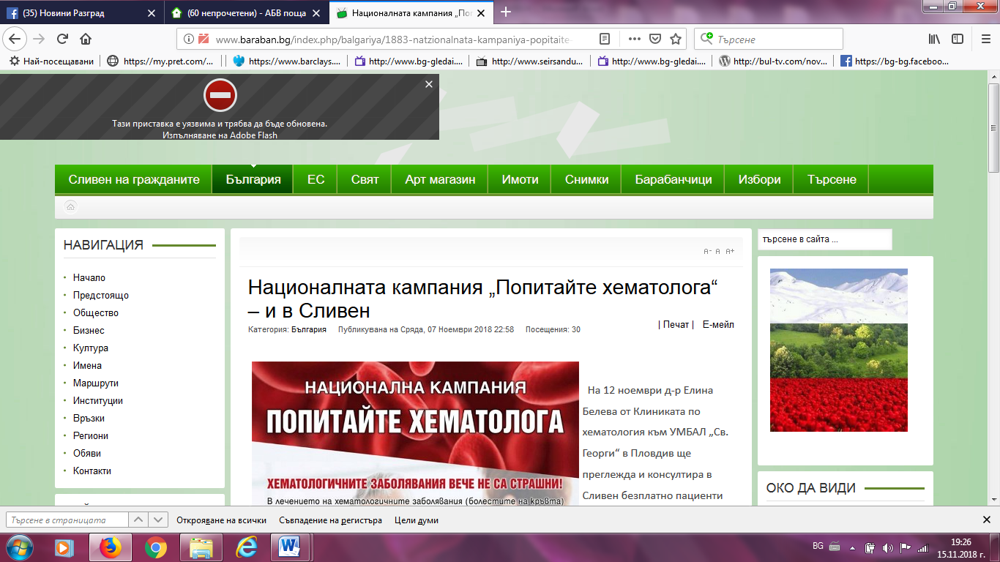 (35) Новини Разград
(60 непрочетени) - АБВ поща
Националната кампания „Поп
www.baraban.bg/index.php/balgariya/1883-natzionalnata-kampaniya-popitaite-
Търсене
Най-посещавани
https://my.pret.com/...
https://www.barclays....
http://www.bg-gledai....
http://www.seirsandu...
http://www.bg-gledai....
http://bul-tv.com/nov...
https://bg-bg.faceboo...
Тази приставка е уязвима и трябва да бъде обновена.
Изпълняване на Adobe Flash
Сливен на гражданите
България
ЕС
Свят
Арт магазин
Имоти
Снимки
Барабанчици
Избори
Търсене
НАВИГАЦИЯ
Начало
Предстоящо
Общество
Бизнес
Култура
Имена
Маршрути
Институции
Връзки
Региони
Обяви
Контакти
A- A A+
Националната кампания „Попитайте хематолога“
– и в Сливен
Категория: България Публикувана на Сряда, 07 Ноември 2018 22:58 Посещения: 30
| Печат | Е-мейл
НАЦИОНАЛНА КАМПАНИЯ
ПОПИТАЙТЕ ХЕМАТОЛОГА
ХЕМАТОЛОГИЧНИТЕ ЗАБОЛЯВАНИЯ ВЕЧЕ НЕ СА СТРАШНИ!
В лечението на хематологичните заболявания (болестите на кръвта)
На 12 ноември д-р Елина
Белева от Клиниката по
хематология към УМБАЛ „Св.
Георги“ в Пловдив ще
преглежда и консултира в
Сливен безплатно пациенти
търсене в сайта ...
ОКО ДА ВИДИ
Търсене в страницата
Открояване на всички
Съвпадение на регистъра
Цели думи
BG
19:26
15.11.2018 г.